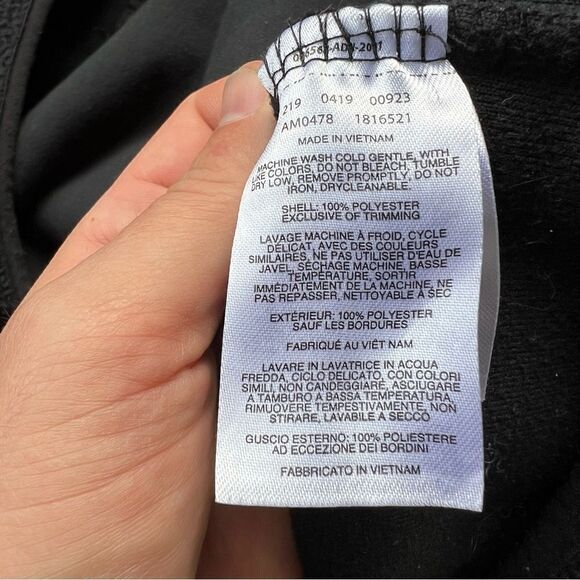 219 0419 00923
AM0478 1816521
MADE IN VIETNAM
MACHINE WASH COLD GENTLE, WITH
LIKE COLORS, DO NOT BLEACH, TUMBLE
DRY LOW, REMOVE PROMPTLY, DO NOT
IRON, DRYCLEANABLE.
SHELL: 100% POLYESTER
EXCLUSIVE OF TRIMMING
LAVAGE MACHINE À FROID, CYCLE
DÉLICAT, AVEC DES COULEURS
SIMILAIRES, NE PAS UTILISER D'EAU DE
JAVEL, SÉCHAGE MACHINE, BASSE
TEMPÉRATURE, SORTIR
IMMÉDIATEMENT DE LA MACHINE, NE
PAS REPASSER, NETTOYABLE À SEC
EXTÉRIEUR: 100% POLYESTER
SAUF LES BORDURES
FABRIQUÉ AU VIÊT NAM
LAVARE IN LAVATRICE IN ACQUA
FREDDA, CICLO DELICATO, CON COLORI
SIMILI, NON CANDEGGIARE, ASCIUGARE
A TAMBURO A BASSA TEMPERATURA,
RIMUOVERE TEMPESTIVAMENTE, NON
STIRARE, LAVABILE A SECCO
GUSCIO ESTERNO: 100% POLIESTERE
AD ECCEZIONE DEI BORDINI
FABBRICATO IN VIETNAM